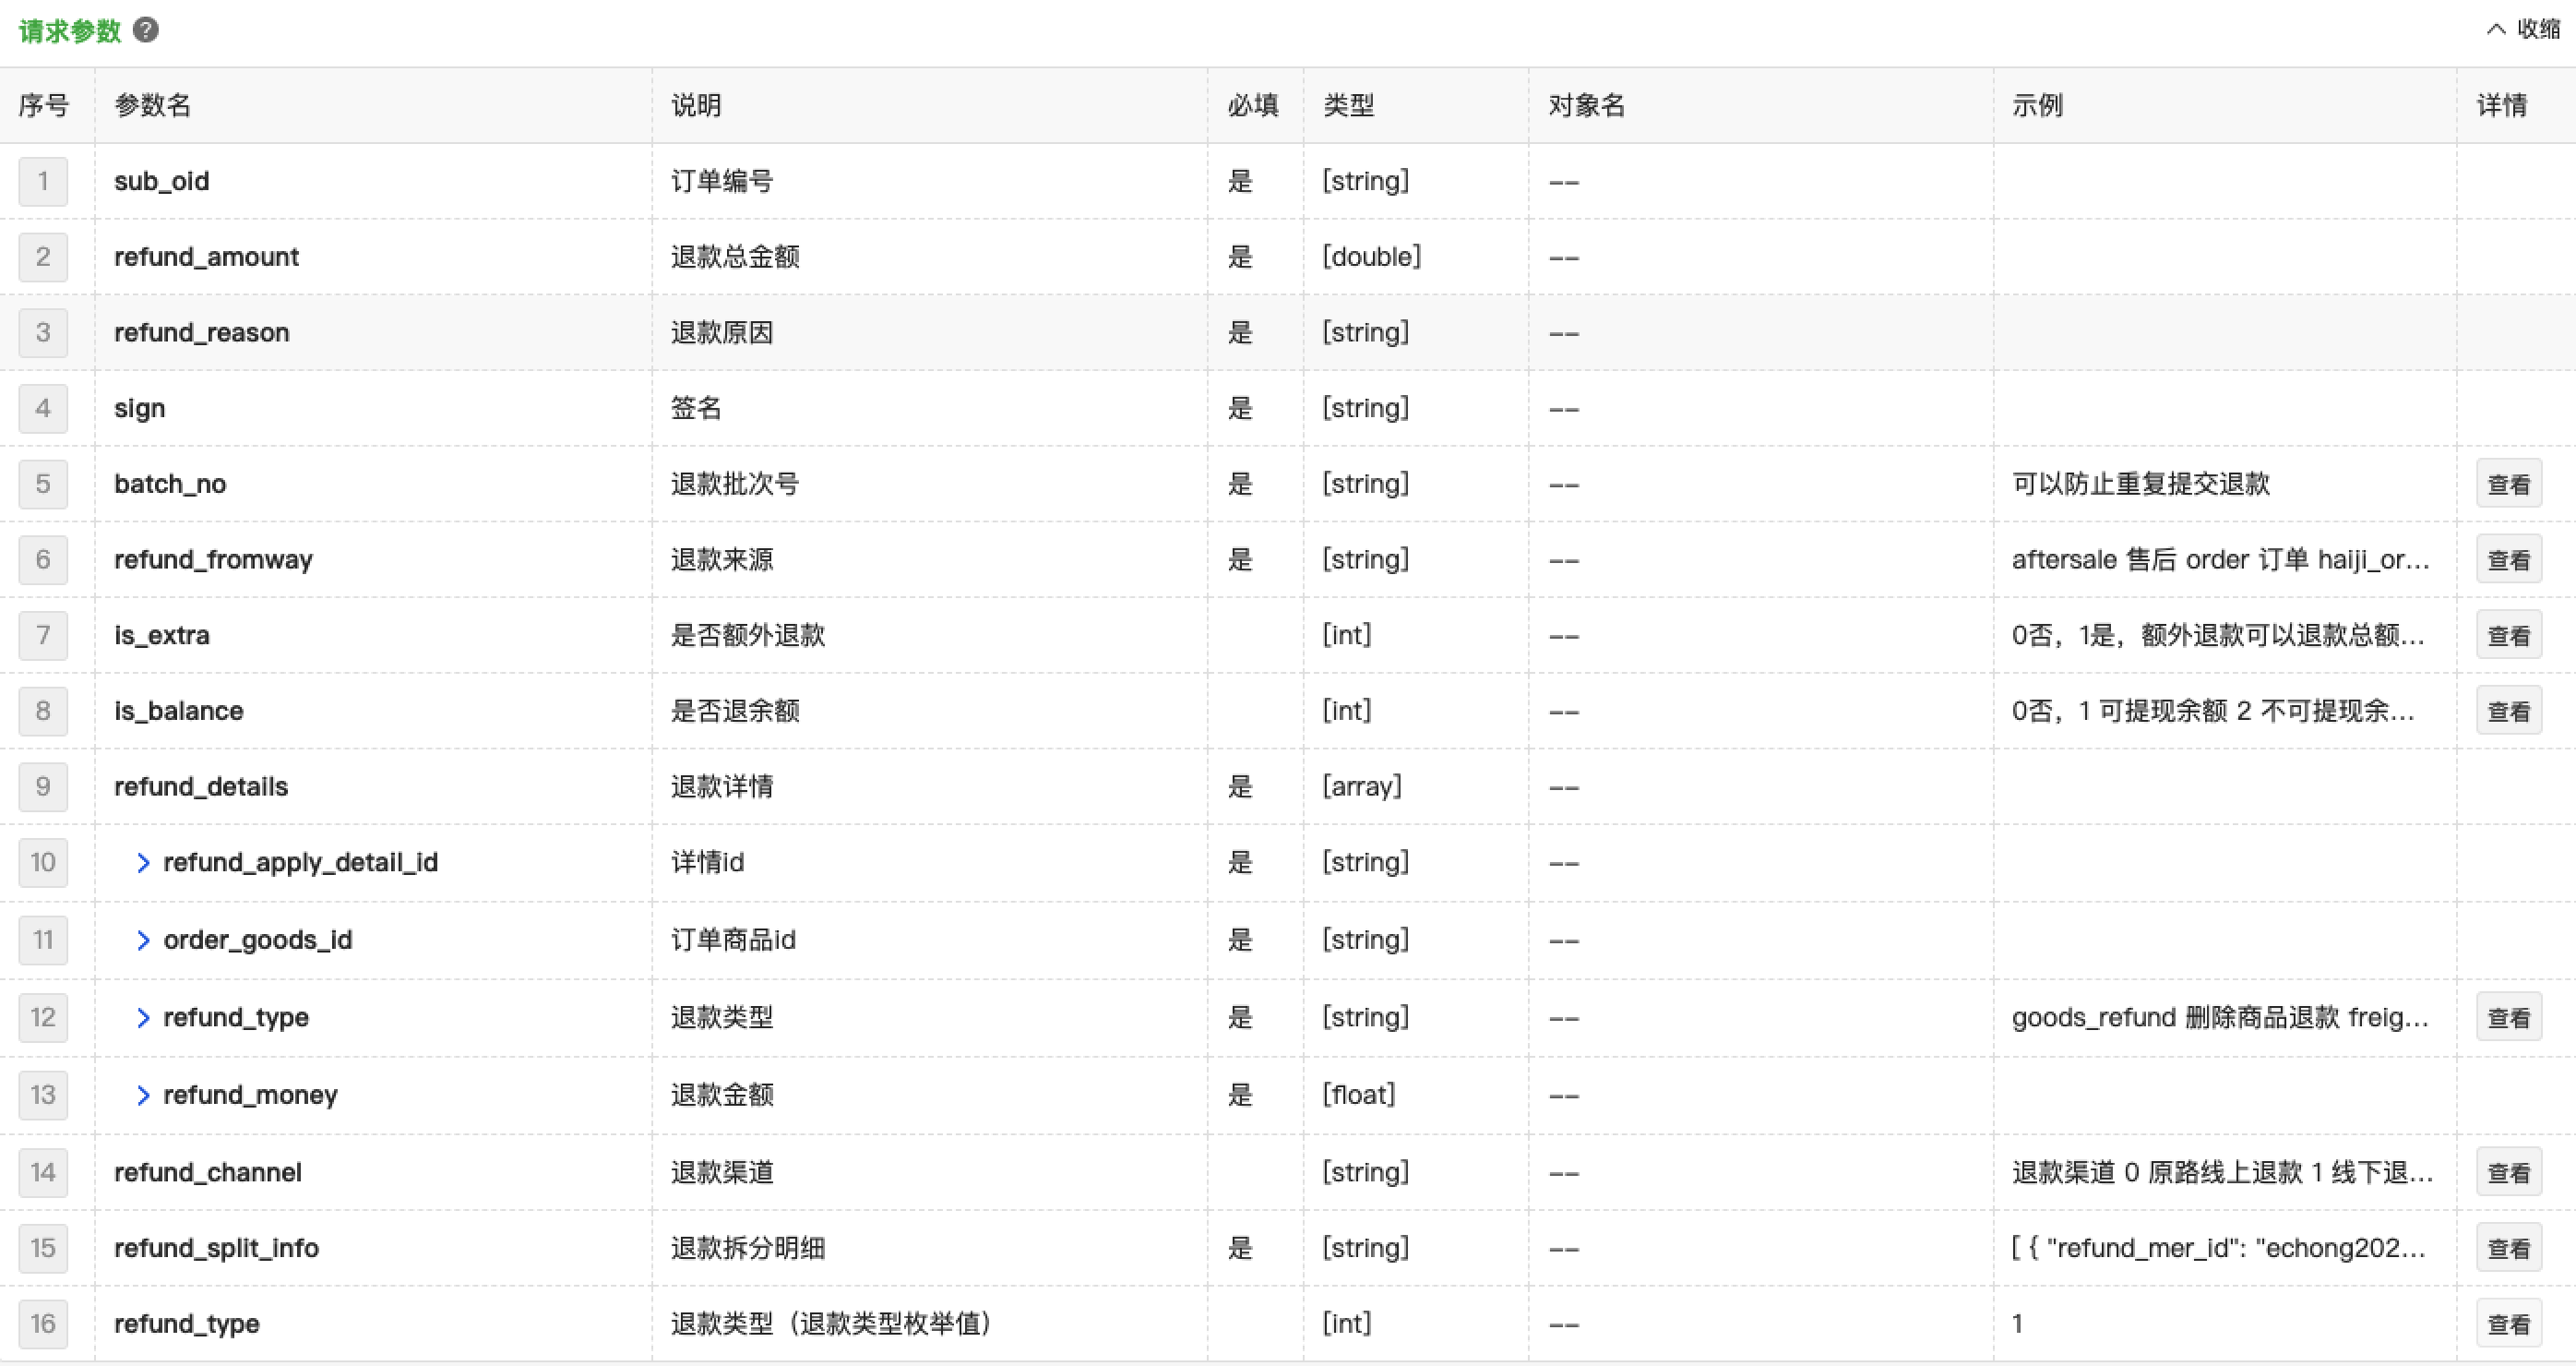 请求参数 ? 收缩
序号 参数名 说明 必填 类型 对象名 示例 详情
1 sub_oid 订单编号 是 [string] --
2 refund_amount 退款总金额 是 [double] --
3 refund_reason 退款原因 是 [string] --
4 sign 签名 是 [string] --
5 batch_no 退款批次号 是 [string] -- 可以防止重复提交退款 查看
6 refund_fromway 退款来源 是 [string] -- aftersale 售后 order 订单 haiji_or... 查看
7 is_extra 是否额外退款 [int] -- 0否，1是，额外退款可以退款总额... 查看
8 is_balance 是否退余额 [int] -- 0否，1 可提现余额 2 不可提现余... 查看
9 refund_details 退款详情 是 [array] --
10 > refund_apply_detail_id 详情id 是 [string] --
11 > order_goods_id 订单商品id 是 [string] --
12 > refund_type 退款类型 是 [string] -- goods_refund 删除商品退款 freig... 查看
13 > refund_money 退款金额 是 [float] --
14 refund_channel 退款渠道 [string] -- 退款渠道 0 原路线上退款 1 线下退... 查看
15 refund_split_info 退款拆分明细 是 [string] -- [ { "refund_mer_id": "echong202... 查看
16 refund_type 退款类型（退款类型枚举值） [int] -- 1 查看